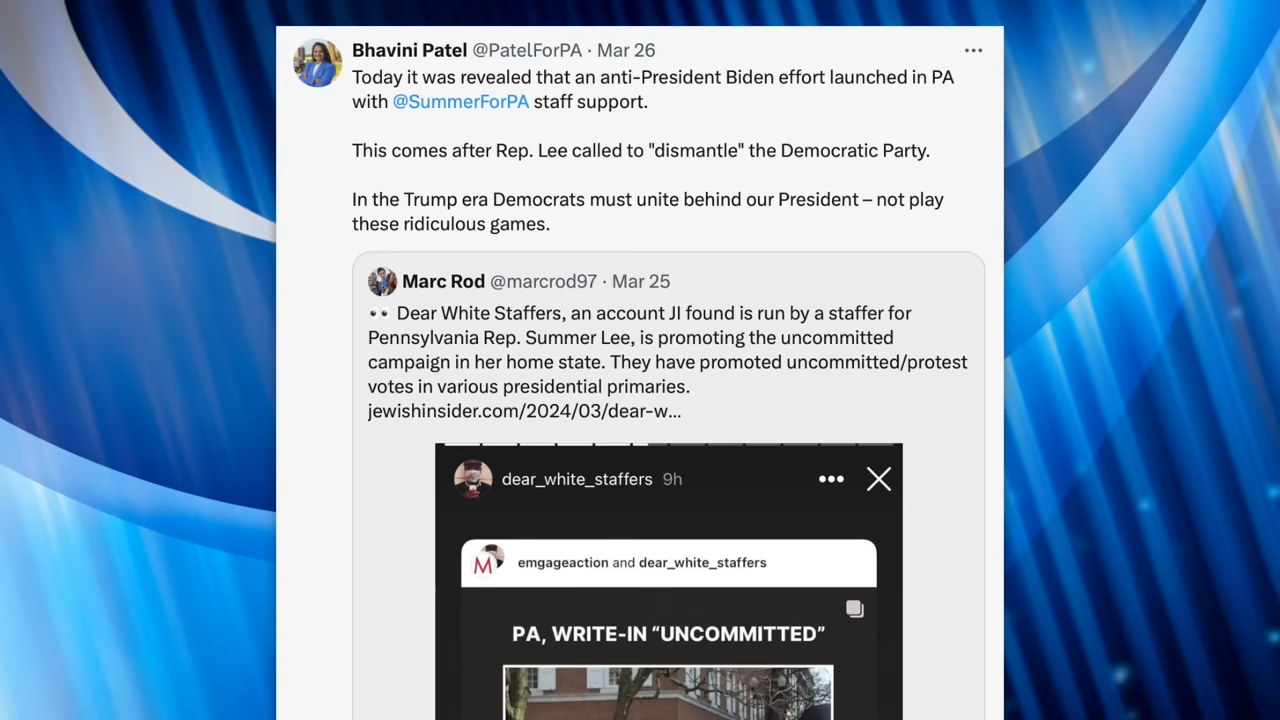 Bhavini Patel @PatelForPA · Mar 26
Today it was revealed that an anti-President Biden effort launched in PA
with @SummerForPA staff support.
This comes after Rep. Lee called to "dismantle" the Democratic Party.
In the Trump era Democrats must unite behind our President – not play
these ridiculous games.
Marc Rod @marcrod97 · Mar 25
👀 Dear White Staffers, an account JI found is run by a staffer for
Pennsylvania Rep. Summer Lee, is promoting the uncommitted
campaign in her home state. They have promoted uncommitted/protest
votes in various presidential primaries.
jewishinsider.com/2024/03/dear-w…
dear_white_staffers 9h
M
emgageaction and dear_white_staffers
PA, WRITE-IN “UNCOMMITTED”